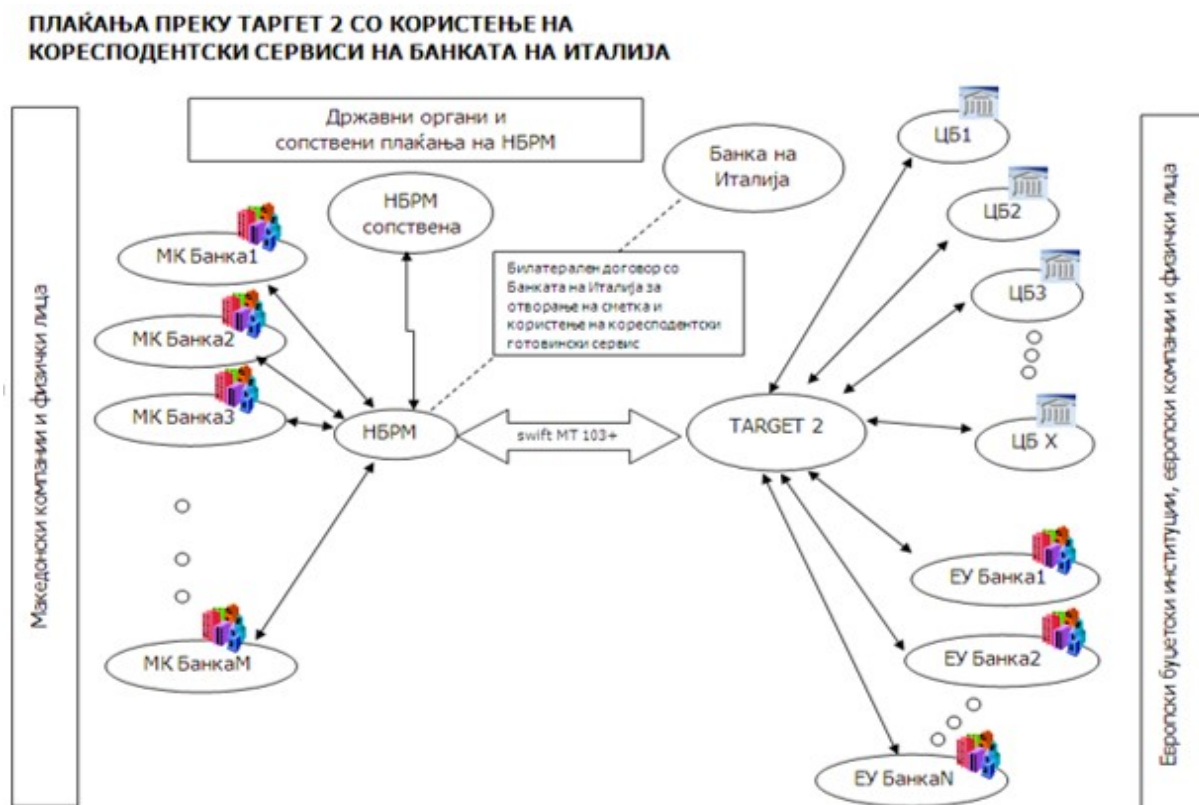 ПЛАЌАЊА ПРЕКУ ТАРГЕТ 2 СО КОРИСТЕЊЕ НА
КОРЕСПОДЕНТСКИ СЕРВИСИ НА БАНКАТА НА ИТАЛИЈА
Македонски компании и физички лица
Државни органи и
сопствени плаќања на НБРМ
НБРМ
сопствена
Банка на
Италија
Билатерален договор со
Банката на Италија за
отворање на сметка и
користење на коресподентски
готовински сервис
МК Банка1
МК Банка2
МК Банка3
МК БанкаМ
НБРМ
swift MT 103+
TARGET 2
ЦБ1
ЦБ2
ЦБ3
ЦБ X
ЕУ Банка1
ЕУ Банка2
ЕУ БанкаN
Европски буџетски институции, европски компании и физички лица